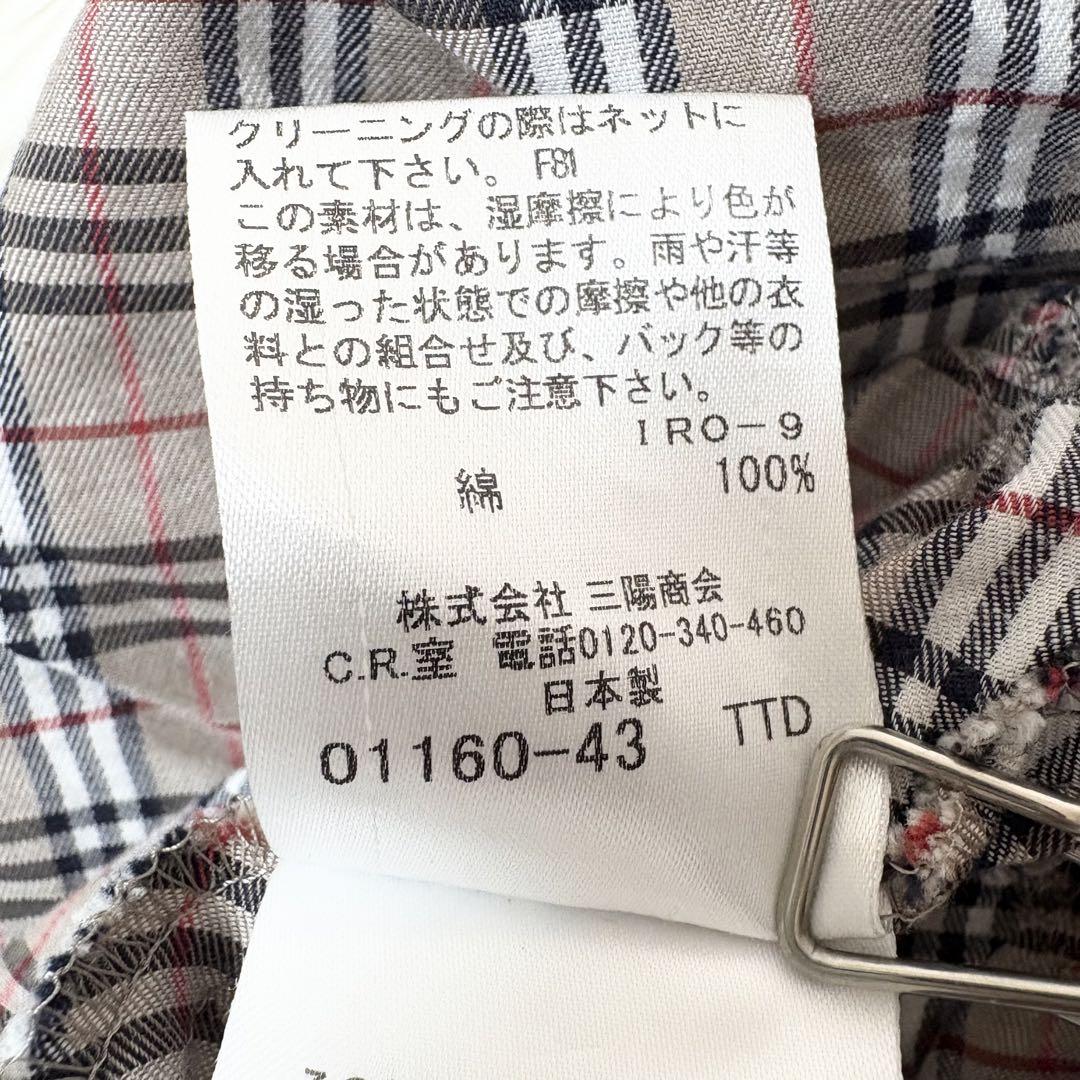 クリーニングの際はネットに
入れて下さい。 F81
この素材は、湿摩擦により色が
移る場合があります。雨や汗等
の湿った状態での摩擦や他の衣
料との組合せ及び、バック等の
持ち物にもご注意下さい。
IRO-9
綿 100%
株式会社 三陽商会
C.R.室 電話0120-340-460
日本製
01160-43 TTD